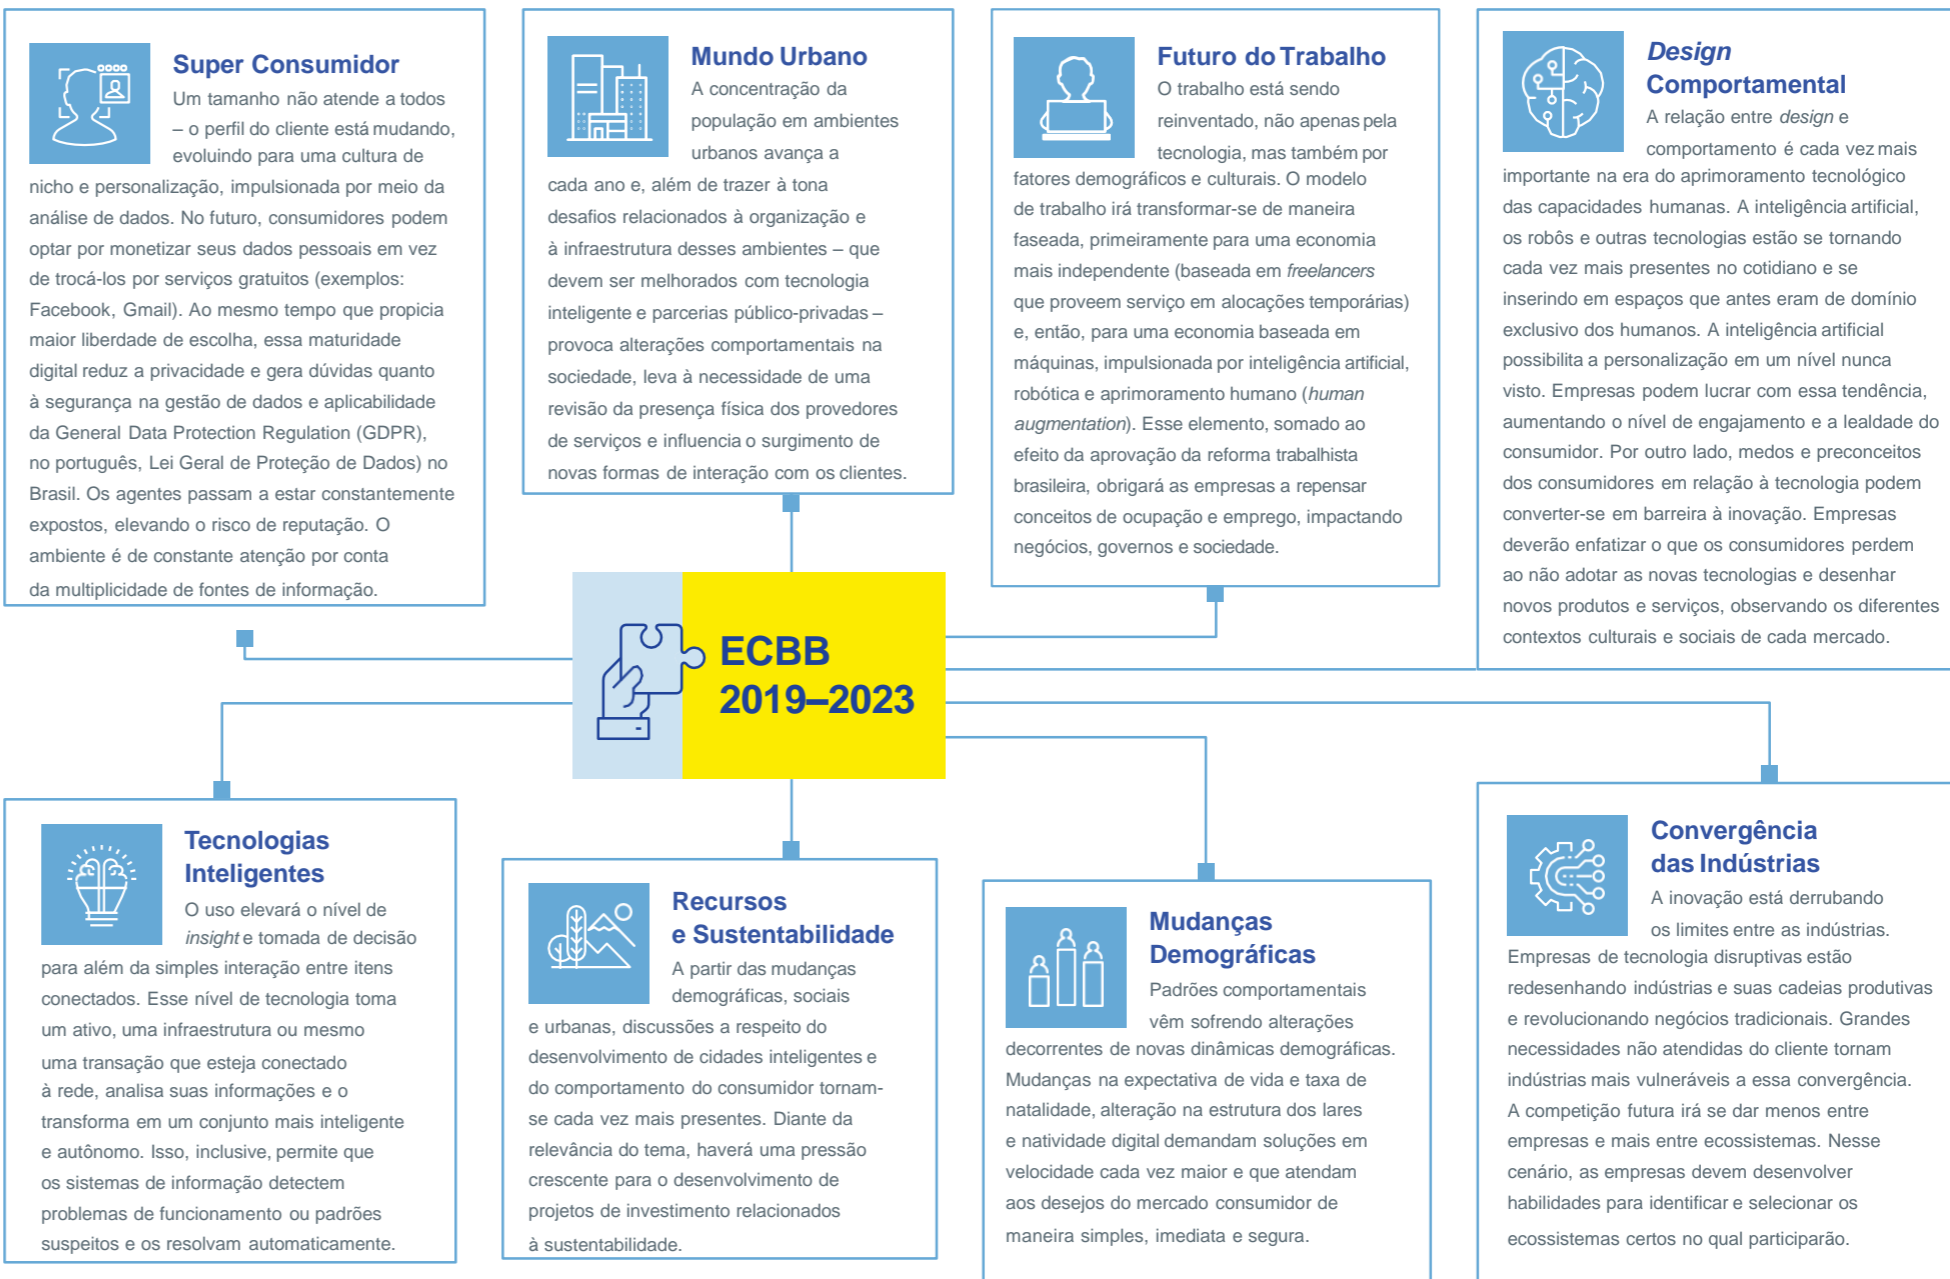 Super Consumidor
Um tamanho não atende a todos
– o perfil do cliente está mudando,
evoluindo para uma cultura de
nicho e personalização, impulsionada por meio da
análise de dados. No futuro, consumidores podem
optar por monetizar seus dados pessoais em vez
de trocá-los por serviços gratuitos (exemplos:
Facebook, Gmail). Ao mesmo tempo que propicia
maior liberdade de escolha, essa maturidade
digital reduz a privacidade e gera dúvidas quanto
à segurança na gestão de dados e aplicabilidade
da General Data Protection Regulation (GDPR),
no português, Lei Geral de Proteção de Dados) no
Brasil. Os agentes passam a estar constantemente
expostos, elevando o risco de reputação. O
ambiente é de constante atenção por conta
da multiplicidade de fontes de informação.
Mundo Urbano
A concentração da
população em ambientes
urbanos avança a
cada ano e, além de trazer à tona
desafios relacionados à organização e
à infraestrutura desses ambientes – que
devem ser melhorados com tecnologia
inteligente e parcerias público-privadas –
provoca alterações comportamentais na
sociedade, leva à necessidade de uma
revisão da presença física dos provedores
de serviços e influencia o surgimento de
novas formas de interação com os clientes.
Futuro do Trabalho
O trabalho está sendo
reinventado, não apenas pela
tecnologia, mas também por
fatores demográficos e culturais. O modelo
de trabalho irá transformar-se de maneira
faseada, primeiramente para uma economia
mais independente (baseada em freelancers
que proveem serviço em alocações temporárias)
e, então, para uma economia baseada em
máquinas, impulsionada por inteligência artificial,
robótica e aprimoramento humano (human
augmentation). Esse elemento, somado ao
efeito da aprovação da reforma trabalhista
brasileira, obrigará as empresas a repensar
conceitos de ocupação e emprego, impactando
negócios, governos e sociedade.
Design
Comportamental
A relação entre design e
comportamento é cada vez mais
importante na era do aprimoramento tecnológico
das capacidades humanas. A inteligência artificial,
os robôs e outras tecnologias estão se tornando
cada vez mais presentes no cotidiano e se
inserindo em espaços que antes eram de domínio
exclusivo dos humanos. A inteligência artificial
possibilita a personalização em um nível nunca
visto. Empresas podem lucrar com essa tendência,
aumentando o nível de engajamento e a lealdade do
consumidor. Por outro lado, medos e preconceitos
dos consumidores em relação à tecnologia podem
converter-se em barreira à inovação. Empresas
deverão enfatizar o que os consumidores perdem
ao não adotar as novas tecnologias e desenhar
novos produtos e serviços, observando os diferentes
contextos culturais e sociais de cada mercado.
ECBB
2019–2023
Tecnologias
Inteligentes
O uso elevará o nível de
insight e tomada de decisão
para além da simples interação entre itens
conectados. Esse nível de tecnologia toma
um ativo, uma infraestrutura ou mesmo
uma transação que esteja conectado
à rede, analisa suas informações e o
transforma em um conjunto mais inteligente
e autônomo. Isso, inclusive, permite que
os sistemas de informação detectem
problemas de funcionamento ou padrões
suspeitos e os resolvam automaticamente.
Recursos
e Sustentabilidade
A partir das mudanças
demográficas, sociais
e urbanas, discussões a respeito do
desenvolvimento de cidades inteligentes e
do comportamento do consumidor tornam-
se cada vez mais presentes. Diante da
relevância do tema, haverá uma pressão
crescente para o desenvolvimento de
projetos de investimento relacionados
à sustentabilidade.
Mudanças
Demográficas
Padrões comportamentais
vêm sofrendo alterações
decorrentes de novas dinâmicas demográficas.
Mudanças na expectativa de vida e taxa de
natalidade, alteração na estrutura dos lares
e natividade digital demandam soluções em
velocidade cada vez maior e que atendam
aos desejos do mercado consumidor de
maneira simples, imediata e segura.
Convergência
das Indústrias
A inovação está derrubando
os limites entre as indústrias.
Empresas de tecnologia disruptivas estão
redesenhando indústrias e suas cadeias produtivas
e revolucionando negócios tradicionais. Grandes
necessidades não atendidas do cliente tornam
indústrias mais vulneráveis a essa convergência.
A competição futura irá se dar menos entre
empresas e mais entre ecossistemas. Nesse
cenário, as empresas devem desenvolver
habilidades para identificar e selecionar os
ecossistemas certos no qual participarão.